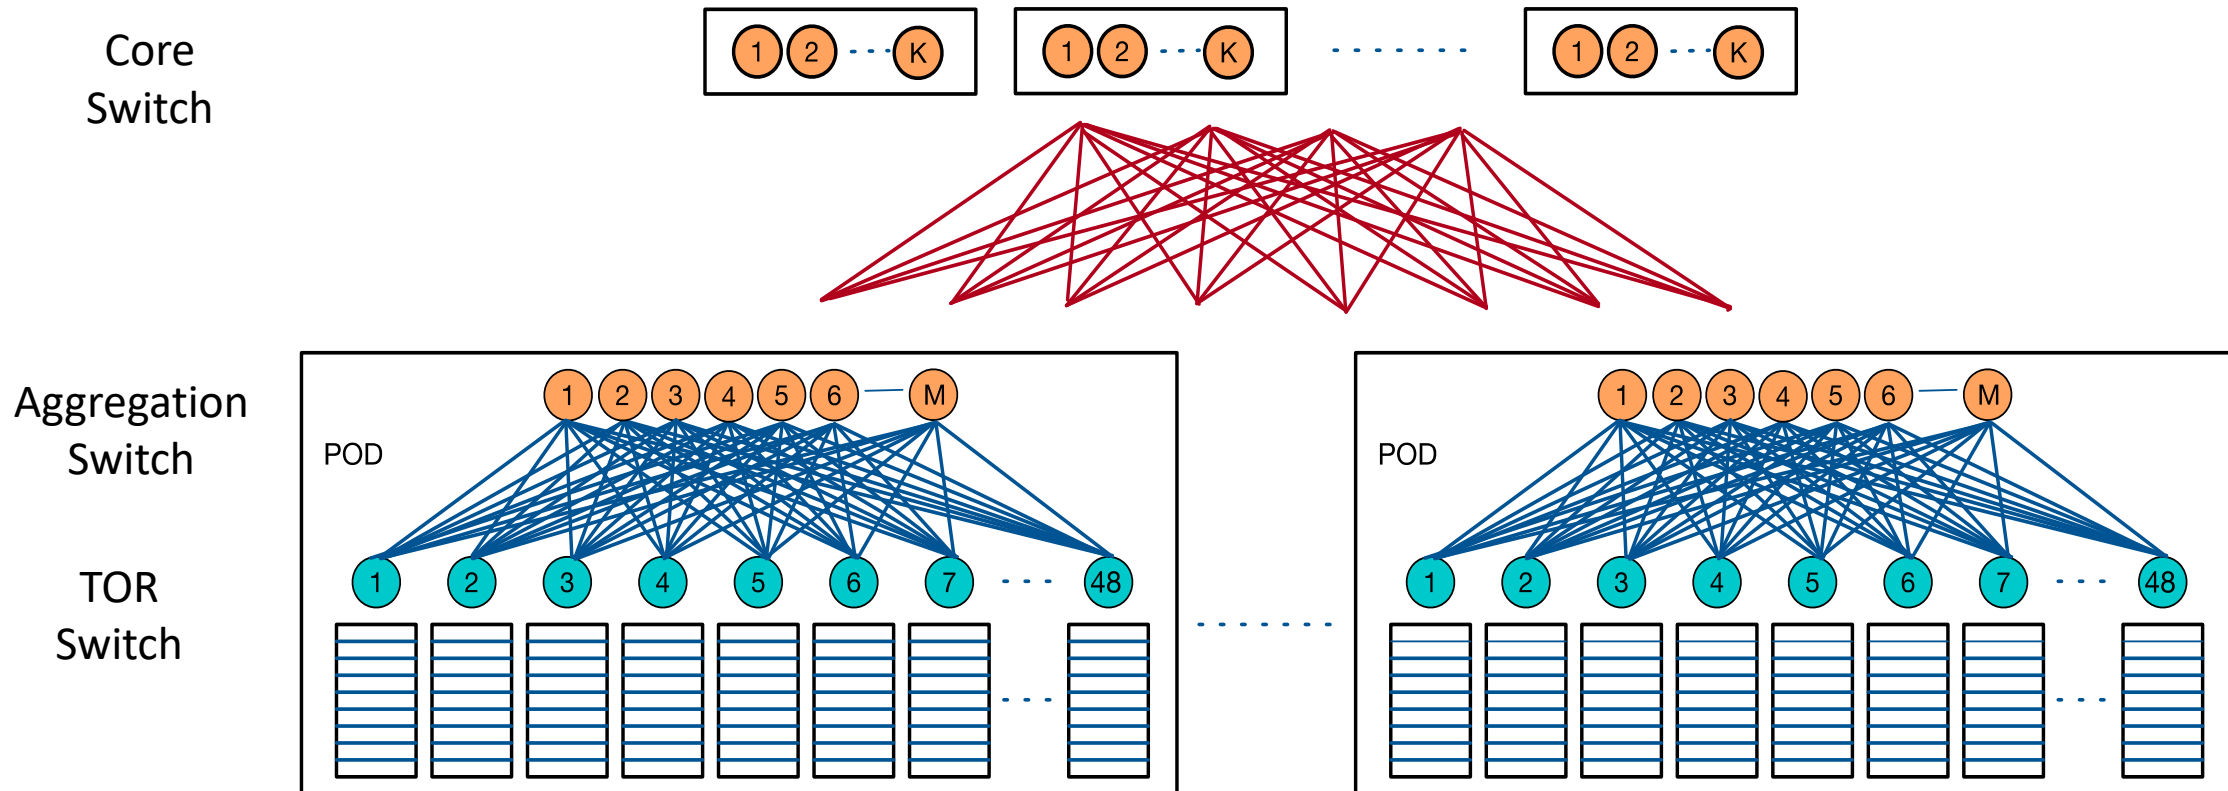 Core
Switch
1 2 K
1 2 K
1 2 K
Aggregation
Switch
POD
1 2 3 4 5 6 M
POD
1 2 3 4 5 6 M
TOR
Switch
1 2 3 4 5 6 7 48
1 2 3 4 5 6 7 48